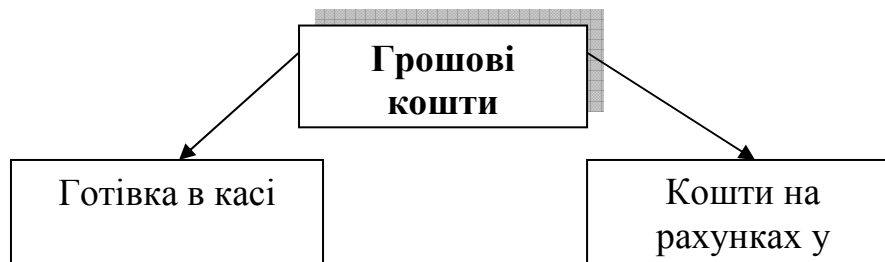 Грошові
кошти
Готівка в касі
Кошти на
рахунках у